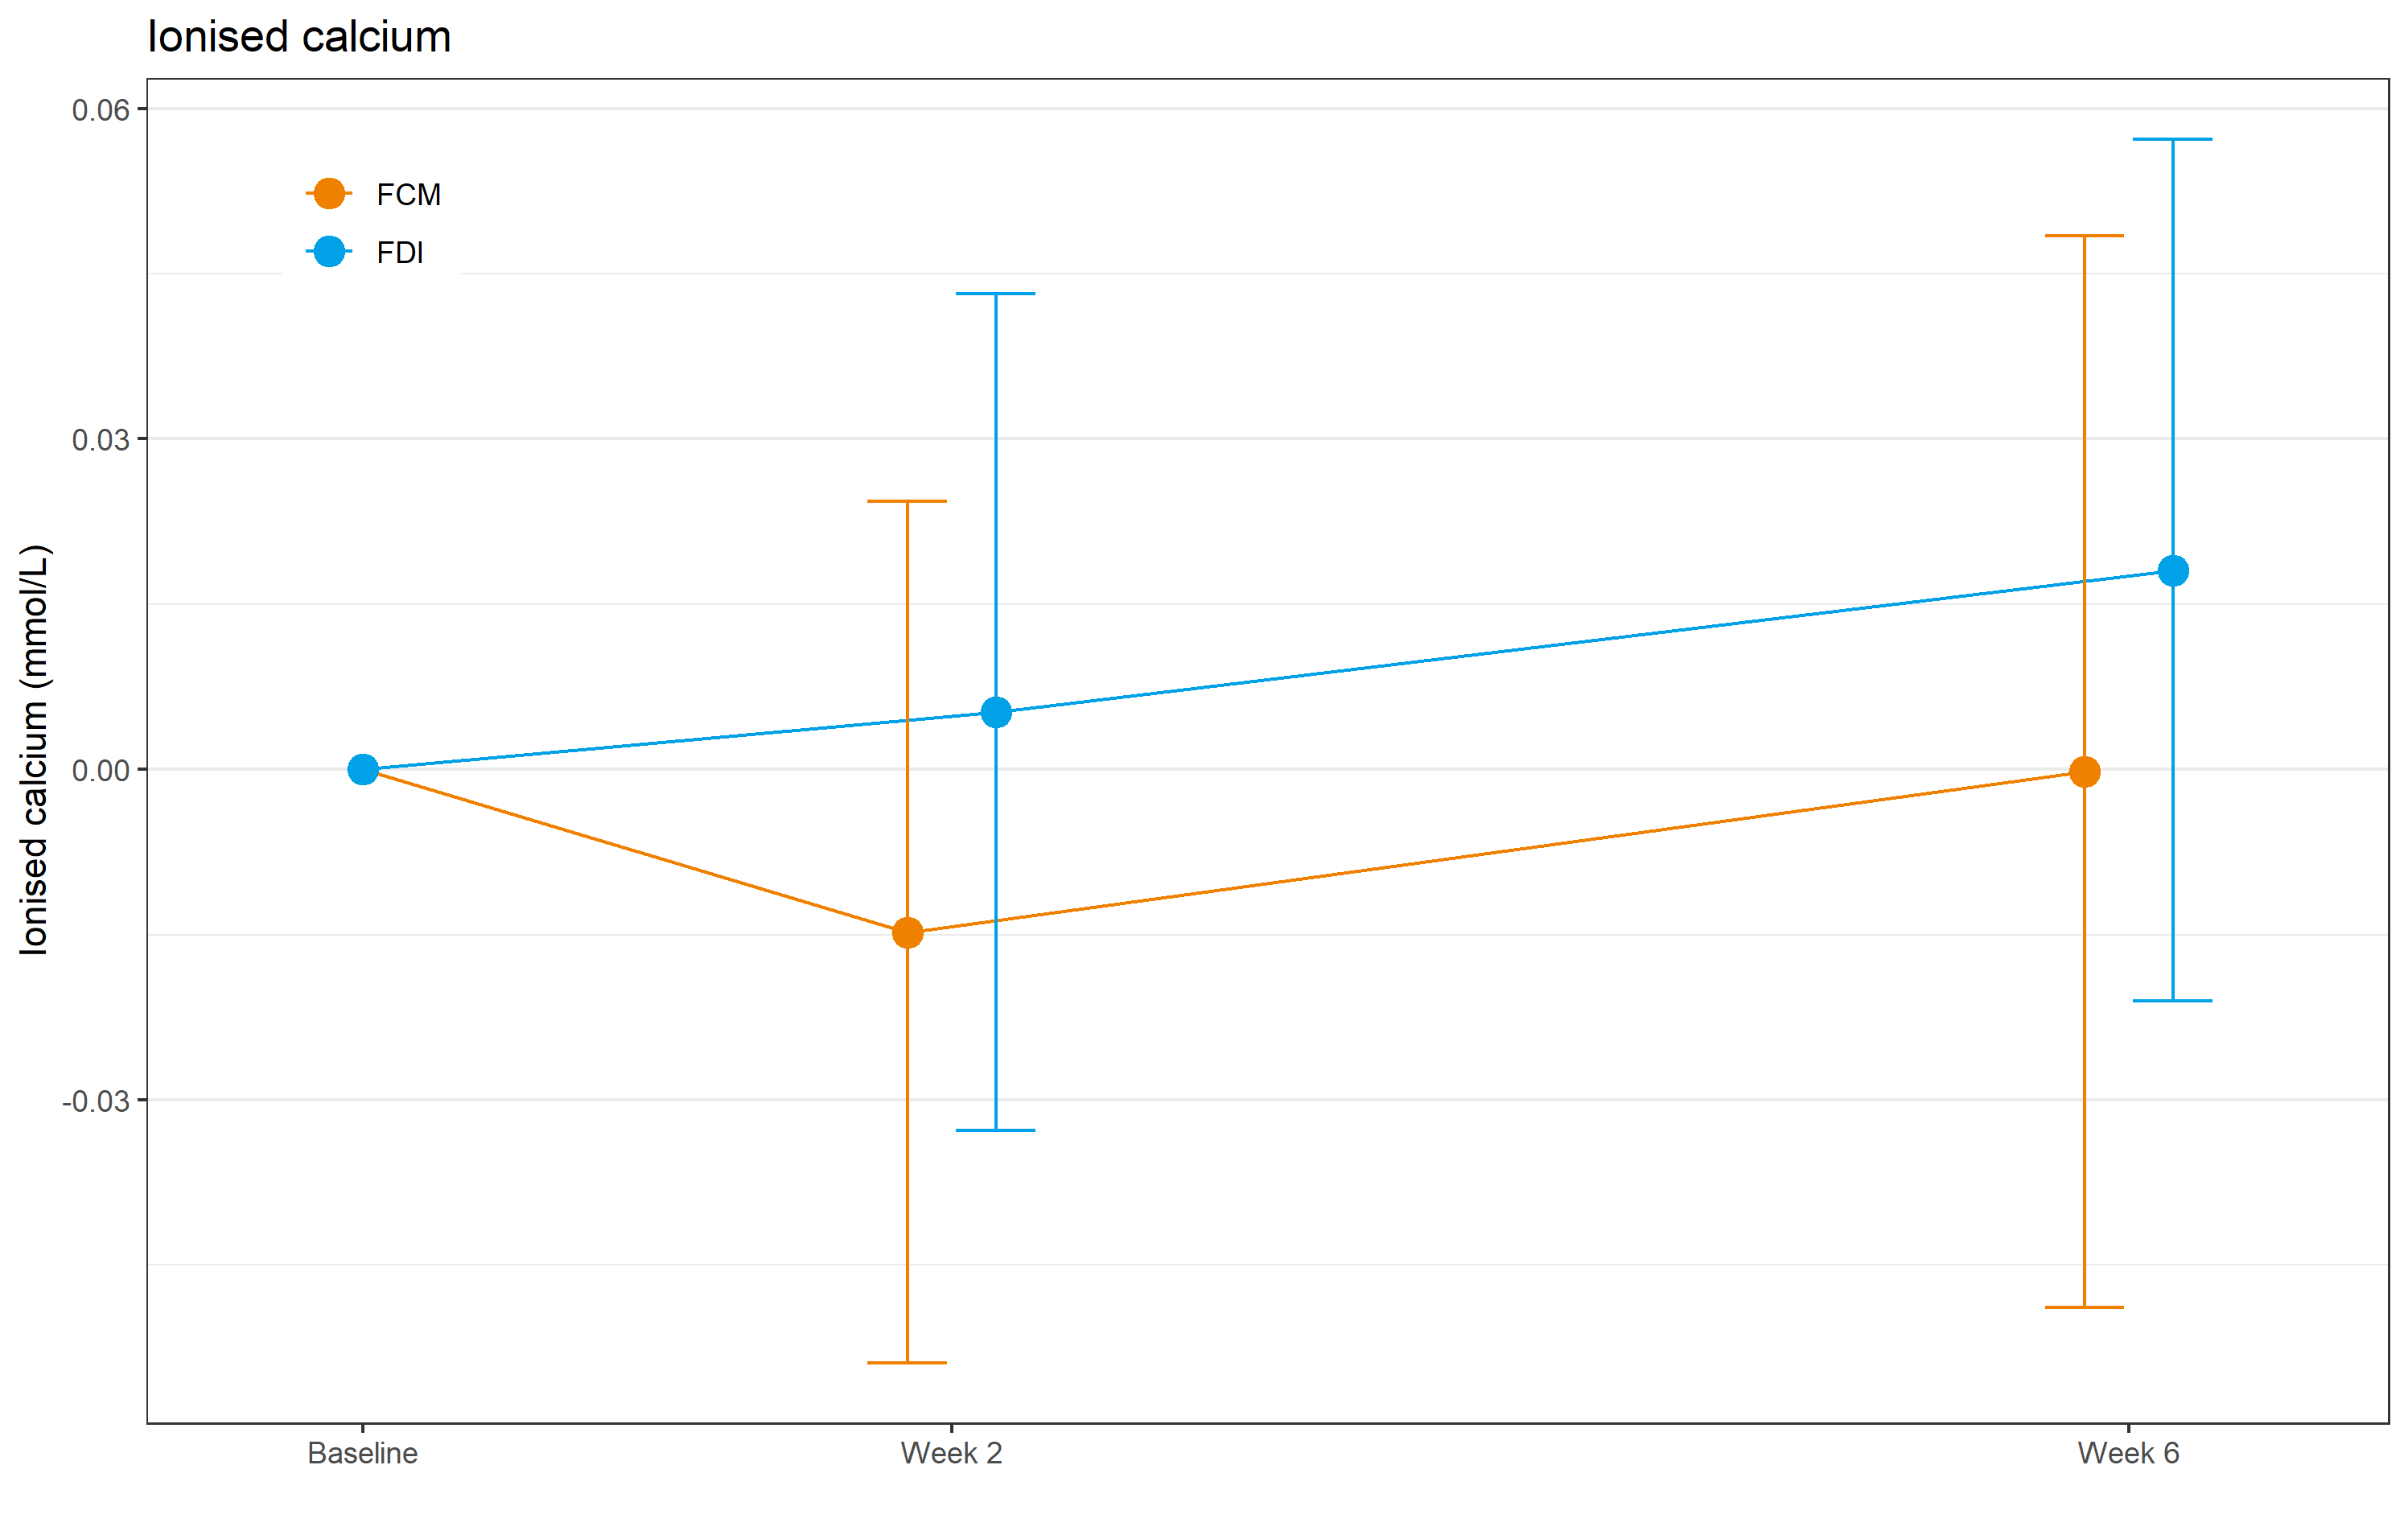 Ionised calcium
0.06
0.03
0.00
-0.03
Ionised calcium (mmol/L)
FCM
FDI
Baseline
Week 2
Week 6